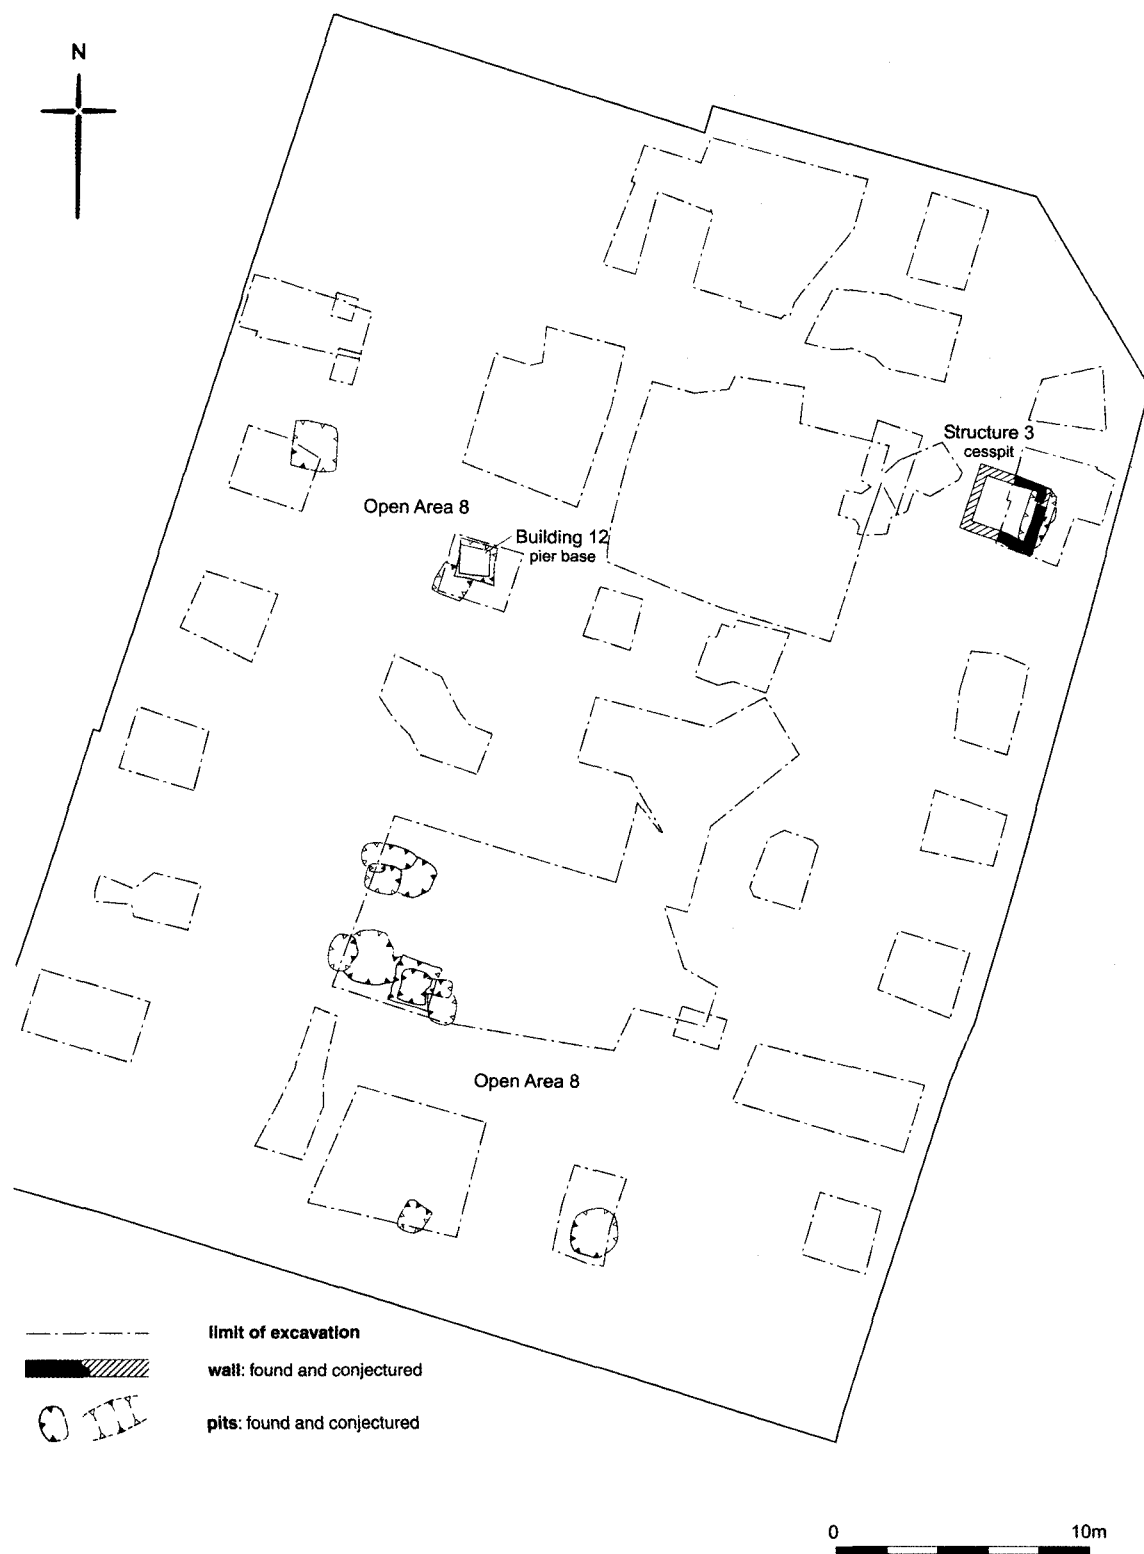 N
Structure 3
cesspit
Open Area 8
Building 12
pier base
Open Area 8
limit of excavation
wall: found and conjectured
pits: found and conjectured
0 10m